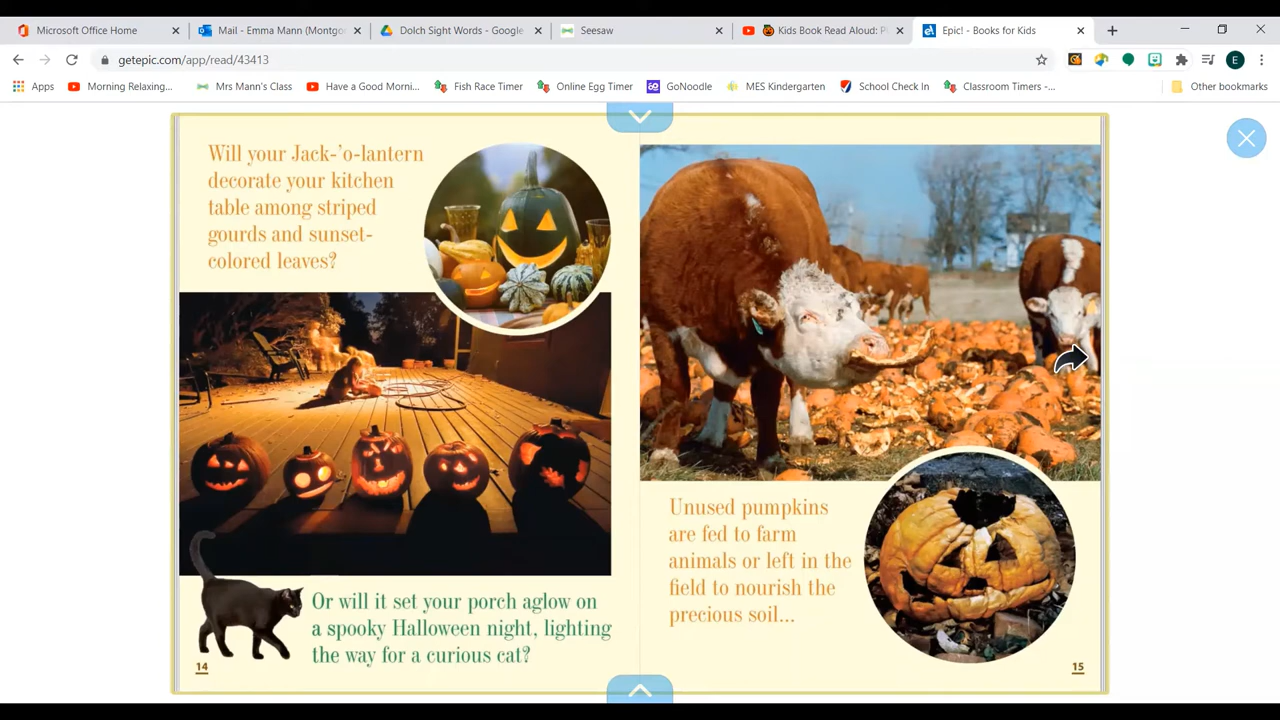 Microsoft Office Home
Mail - Emma Mann (Montgo
Dolch Sight Words - Google
Seesaw
Kids Book Read Aloud: P
Epic! - Books for Kids
getepic.com/app/read/43413
E
Apps
Morning Relaxing...
Mrs Mann's Class
Have a Good Morni...
Fish Race Timer
Online Egg Timer
GoNoodle
MES Kindergarten
School Check In
Classroom Timers -...
Other bookmarks
Will your Jack-'o-lantern
decorate your kitchen
table among striped
gourds and sunset-
colored leaves?
Or will it set your porch aglow on
a spooky Halloween night, lighting
the way for a curious cat?
14
Unused pumpkins
are fed to farm
animals or left in the
field to nourish the
precious soil...
15